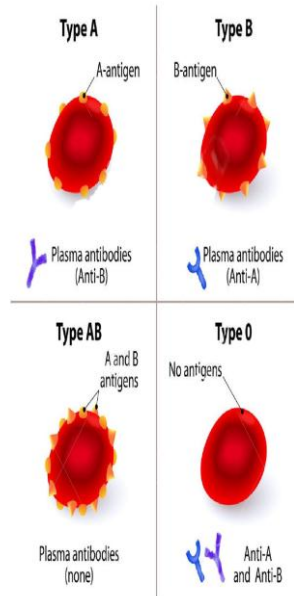 Type A
A-antigen
Plasma antibodies
(Anti-B)
Type B
B-antigen
Plasma antibodies
(Anti-A)
Type AB
A and B
antigens
Plasma antibodies
(none)
Type 0
No antigens
Anti-A
and Anti-B